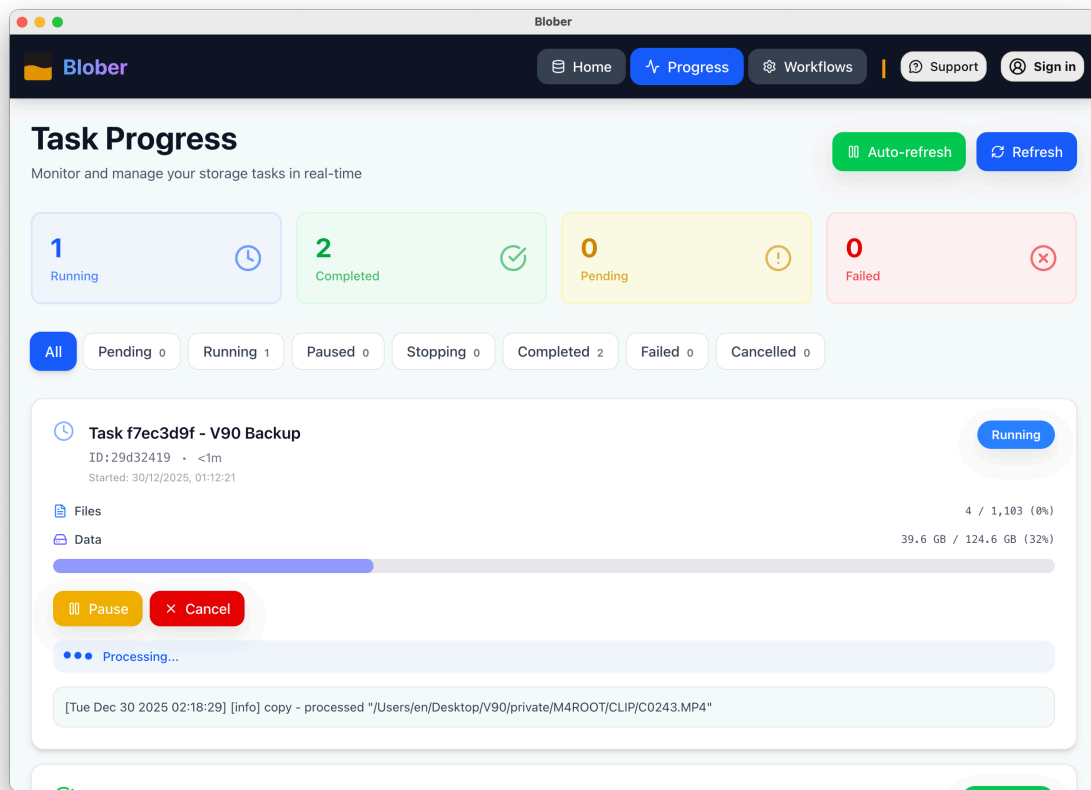 Blober
Blober
Home
Progress
Workflows
Support
Sign in
Task Progress
Monitor and manage your storage tasks in real-time
Auto-refresh
Refresh
1
Running
2
Completed
0
Pending
0
Failed
All
Pending 0
Running 1
Paused 0
Stopping 0
Completed 2
Failed 0
Cancelled 0
Task f7ec3d9f - V90 Backup
Running
ID:29d32419 • <1m
Started: 30/12/2025, 01:12:21
Files
4 / 1,103 (0%)
Data
39.6 GB / 124.6 GB (32%)
Pause
Cancel
Processing...
[Tue Dec 30 2025 02:18:29] [info] copy - processed "/Users/en/Desktop/V90/private/M4ROOT/CLIP/C0243.MP4"